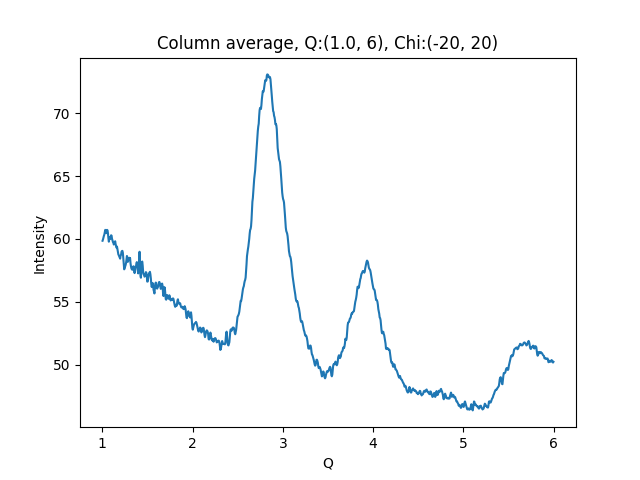 Column average, Q:(1.0, 6), Chi:(-20, 20)
70
65
60
55
50
Intensity
1 2 3 4 5 6
Q